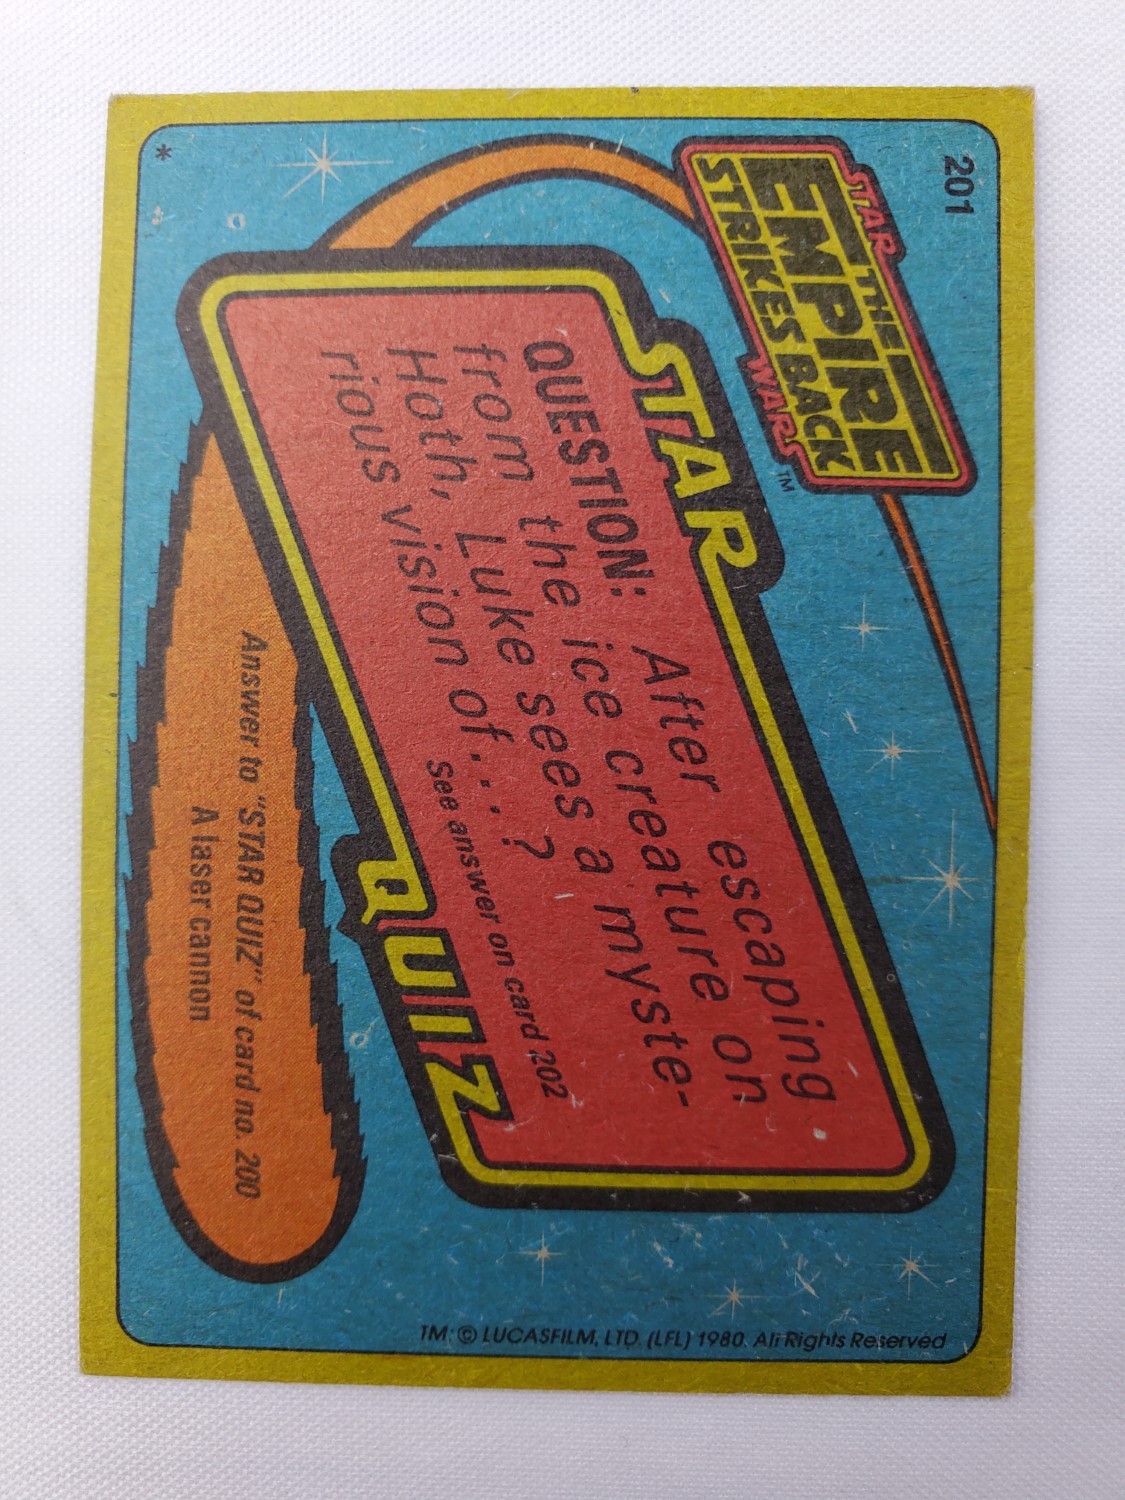 201
STAR
THE
EMPIRE
STRIKES BACK
WARS™
STAR
QUESTION: After escaping
from the ice creature on
Hoth, Luke sees a myste-
rious vision of...?
See answer on card 202
QUIZ
Answer to "STAR QUIZ" of card no. 200
A laser cannon
*
TM: © LUCASFILM, LTD. (LFL) 1980. All Rights Reserved